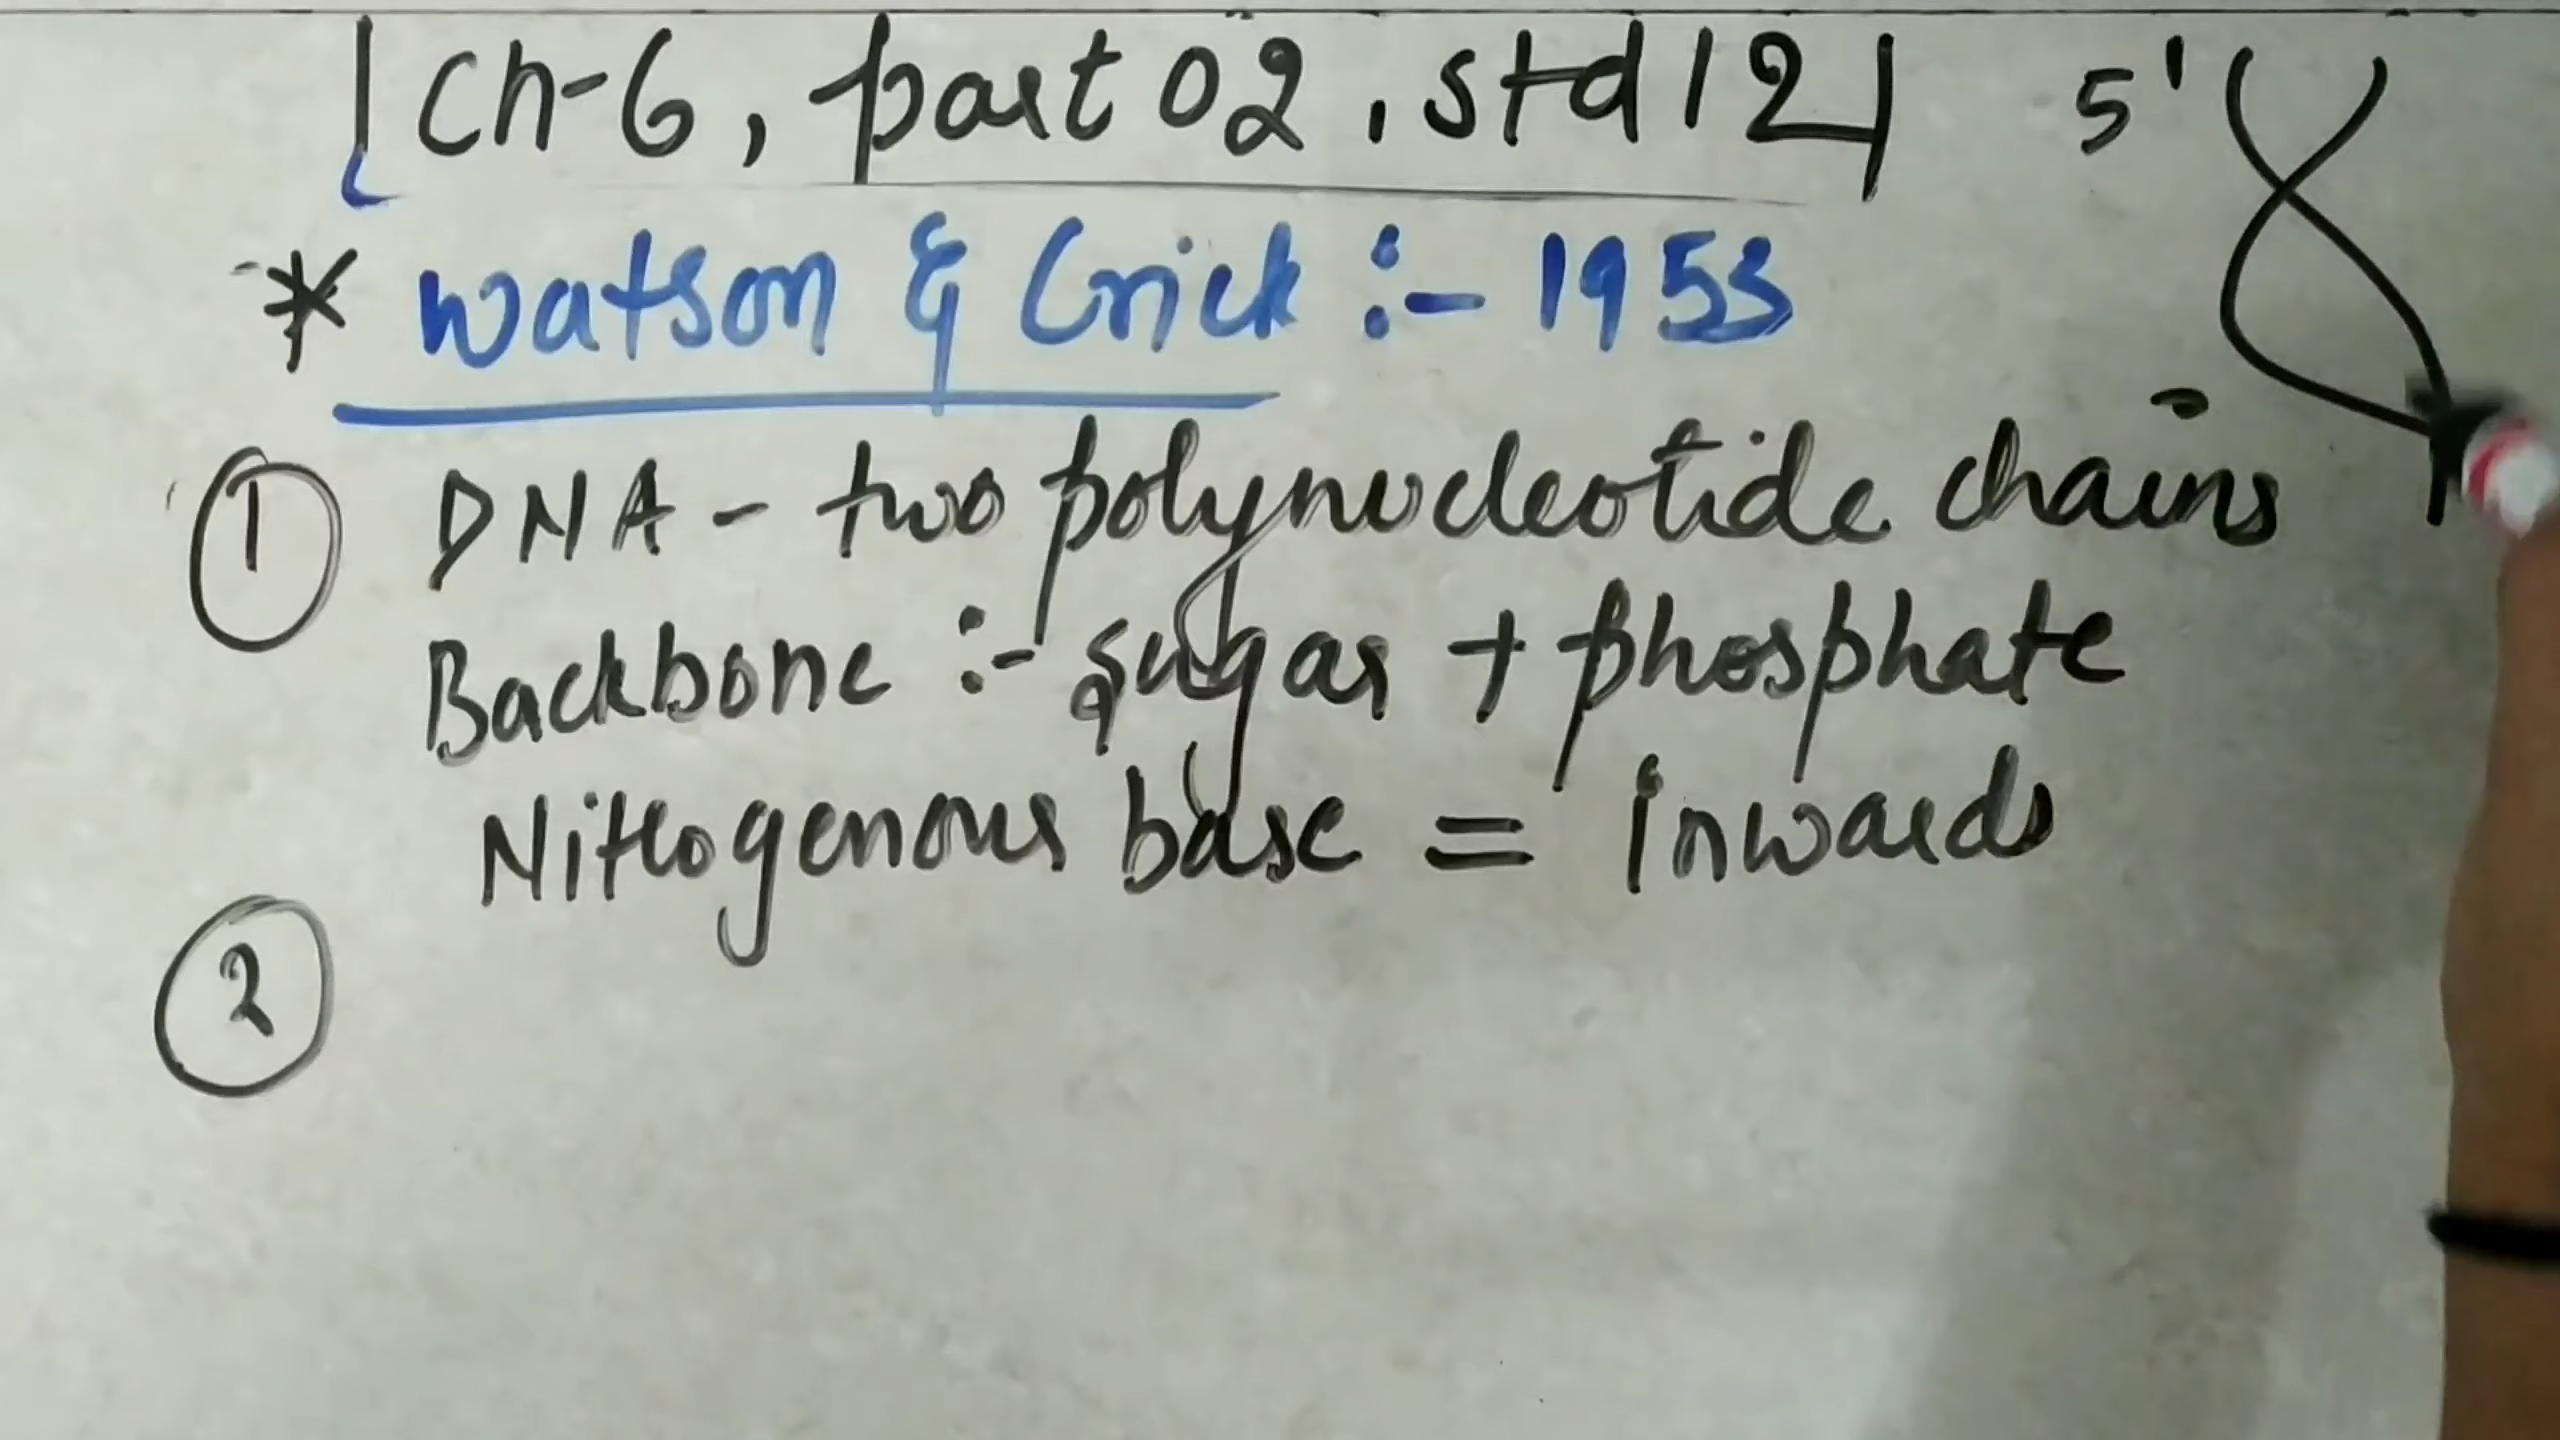 [Ch-6, part 02, std 12] 5'
* Watson & Crick :- 1953
① DNA - two polynucleotide chains
Backbone :- sugar + phosphate
Nitrogenous base = inwards
②